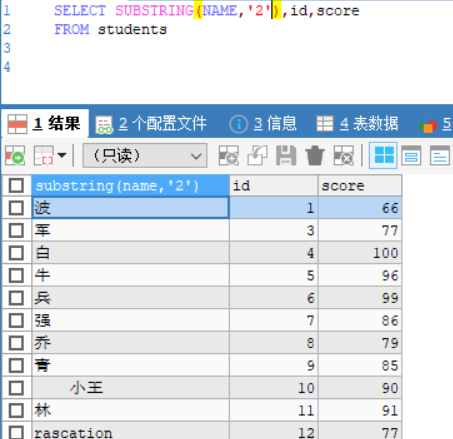 1 SELECT SUBSTRING(NAME,'2'),id,score
2 FROM students
3
4
1 结果 2 个配置文件 3 信息 4 表数据 5
(只读)
substring(name,'2') id score
波 1 66
军 3 77
白 4 100
牛 5 96
兵 6 99
强 7 86
乔 8 79
青 9 85
小王 10 90
林 11 91
rascation 12 77